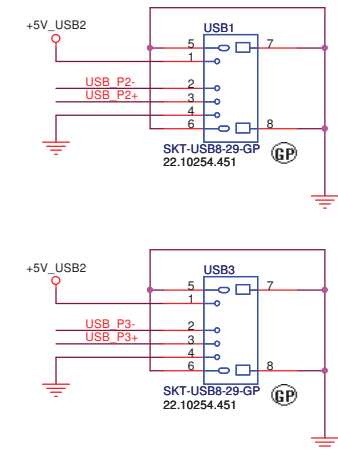 +5V_USB2
USB1
5
7
1
USB_P2-
2
USB_P2+
3
4
6
8
SKT-USB8-29-GP
22.10254.451
GP
+5V_USB2
USB3
5
7
1
USB_P3-
2
USB_P3+
3
4
6
8
SKT-USB8-29-GP
22.10254.451
GP